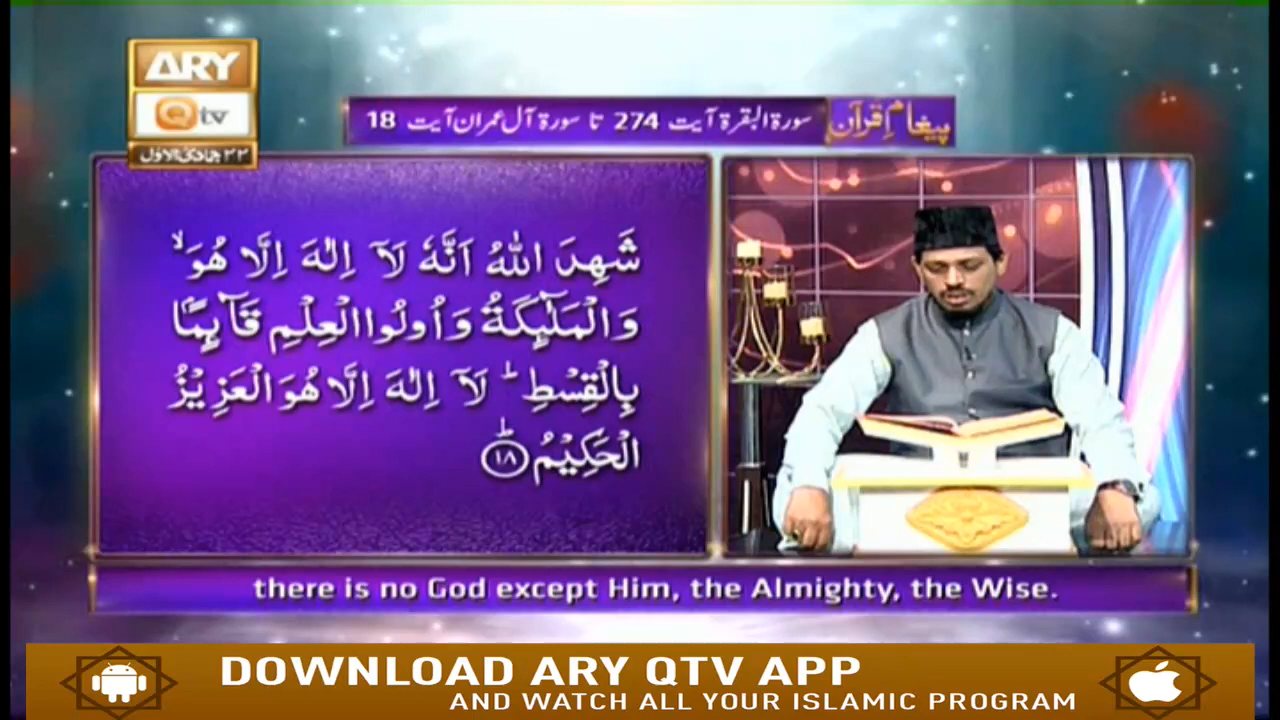 ARY
Qtv
۲۲ جمادی الاول
پیغامِ قرآن
سورۃ البقرۃ آیت 274 تا سورۃ آل عمران آیت 18
شَهِدَ اللّٰهُ اَنَّهٗ لَاۤ اِلٰهَ اِلَّا هُوَ ۙ
وَالْمَلٰٓئِكَةُ وَاُولُوا الْعِلْمِ قَآئِمًۢا
بِالْقِسْطِ ؕ لَاۤ اِلٰهَ اِلَّا هُوَ الْعَزِيْزُ
الْحَكِيْمُ ؕ ۱۸
there is no God except Him, the Almighty, the Wise.
DOWNLOAD ARY QTV APP
AND WATCH ALL YOUR ISLAMIC PROGRAM